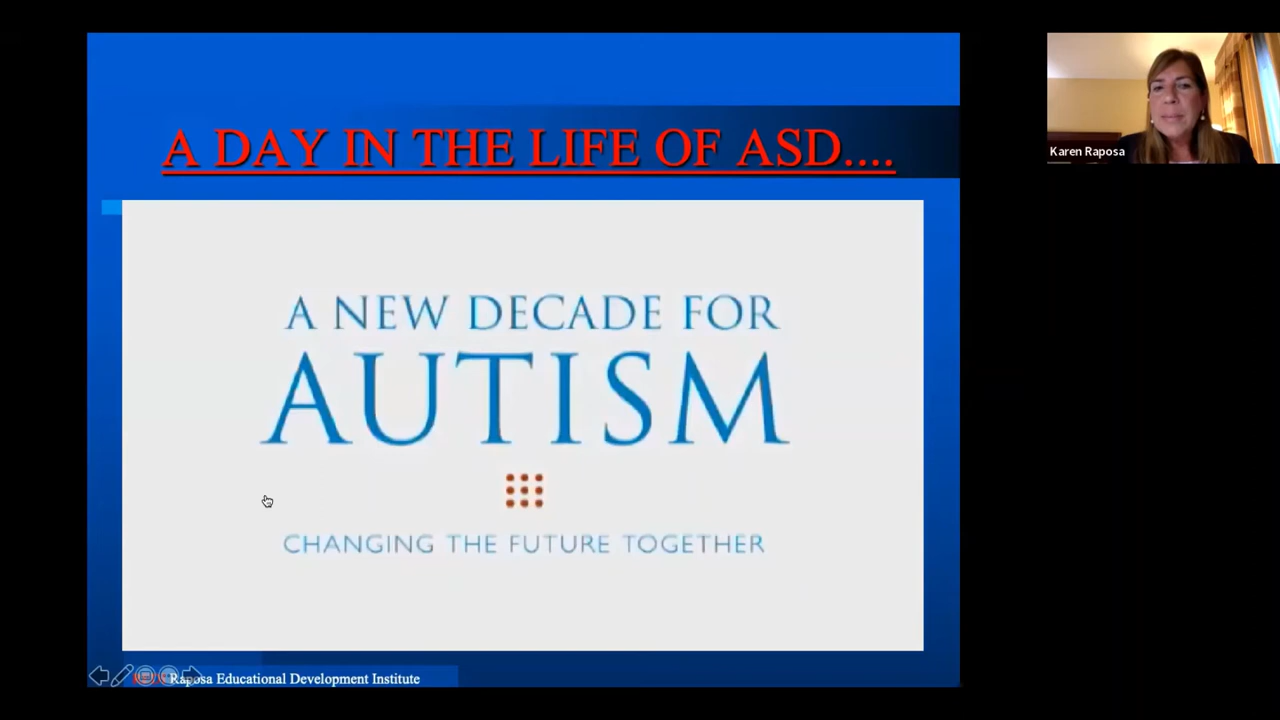 A DAY IN THE LIFE OF ASD....
Karen Raposa
A NEW DECADE FOR
AUTISM
CHANGING THE FUTURE TOGETHER
Raposa Educational Development Institute